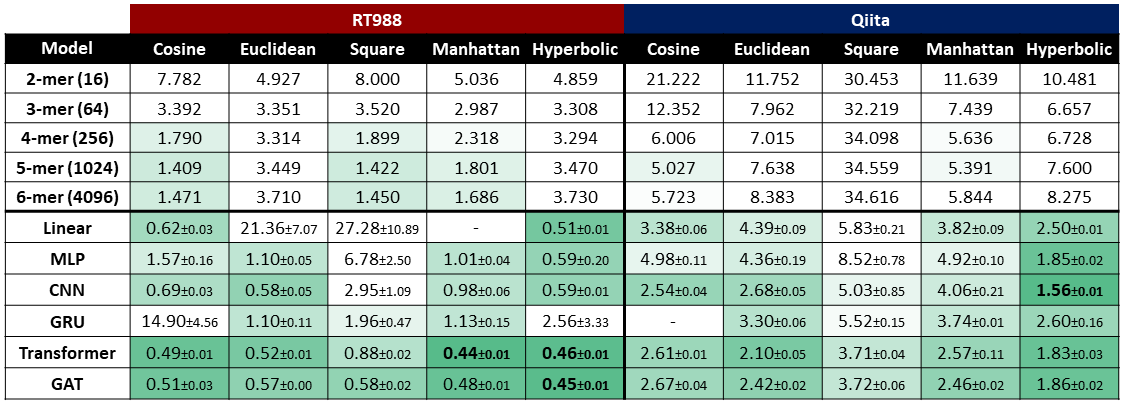 RT988 Qiita
Model Cosine Euclidean Square Manhattan Hyperbolic Cosine Euclidean Square Manhattan Hyperbolic
2-mer (16) 7.782 4.927 8.000 5.036 4.859 21.222 11.752 30.453 11.639 10.481
3-mer (64) 3.392 3.351 3.520 2.987 3.308 12.352 7.962 32.219 7.439 6.657
4-mer (256) 1.790 3.314 1.899 2.318 3.294 6.006 7.015 34.098 5.636 6.728
5-mer (1024) 1.409 3.449 1.422 1.801 3.470 5.027 7.638 34.559 5.391 7.600
6-mer (4096) 1.471 3.710 1.450 1.686 3.730 5.723 8.383 34.616 5.844 8.275
Linear 0.62±0.03 21.36±7.07 27.28±10.89 - 0.51±0.01 3.38±0.06 4.39±0.09 5.83±0.21 3.82±0.09 2.50±0.01
MLP 1.57±0.16 1.10±0.05 6.78±2.50 1.01±0.04 0.59±0.20 4.98±0.11 4.36±0.19 8.52±0.78 4.92±0.10 1.85±0.02
CNN 0.69±0.03 0.58±0.05 2.95±1.09 0.98±0.06 0.59±0.01 2.54±0.04 2.68±0.05 5.03±0.85 4.06±0.21 1.56±0.01
GRU 14.90±4.56 1.10±0.11 1.96±0.47 1.13±0.15 2.56±3.33 - 3.30±0.06 5.52±0.15 3.74±0.01 2.60±0.16
Transformer 0.49±0.01 0.52±0.01 0.88±0.02 0.44±0.01 0.46±0.01 2.61±0.01 2.10±0.05 3.71±0.04 2.57±0.11 1.83±0.03
GAT 0.51±0.03 0.57±0.00 0.58±0.02 0.48±0.01 0.45±0.01 2.67±0.04 2.42±0.02 3.72±0.06 2.46±0.02 1.86±0.02